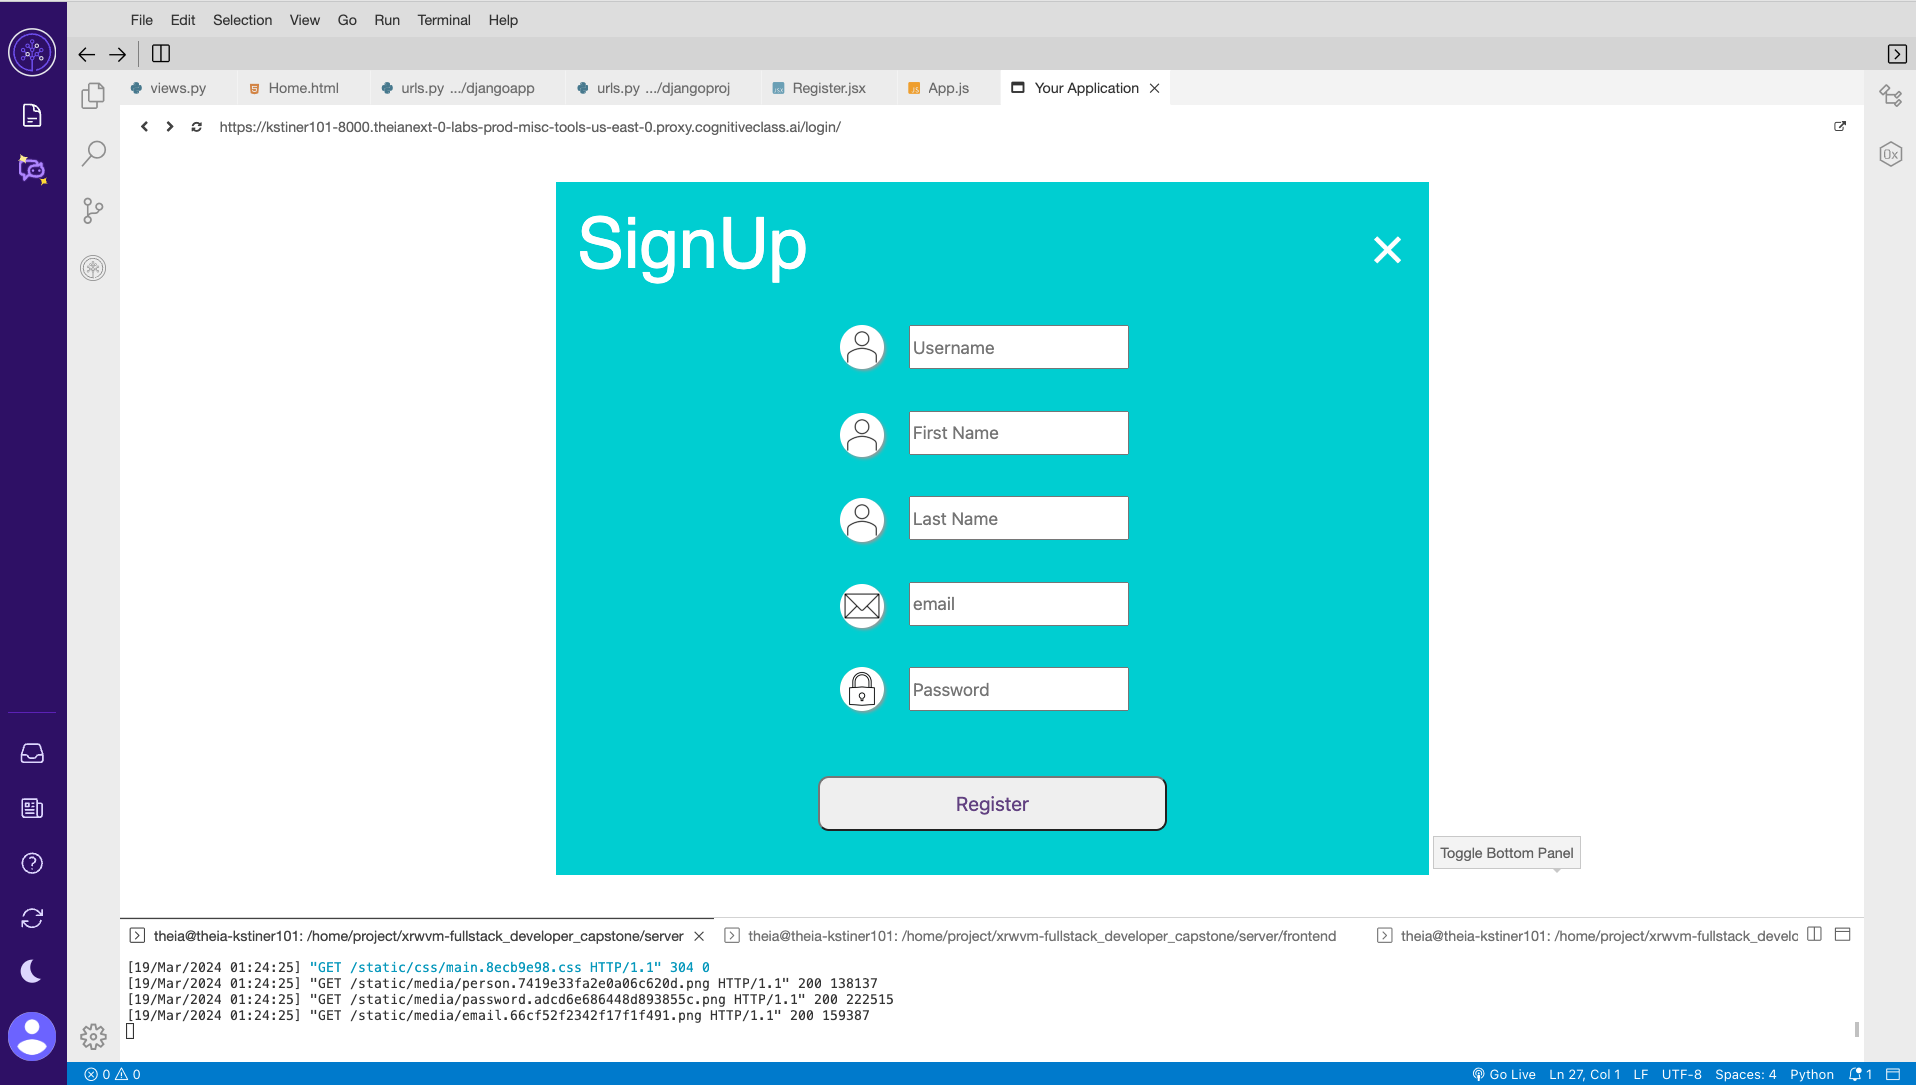 File Edit Selection View Go Run Terminal Help
views.py Home.html urls.py .../djangoapp urls.py .../djangoproj Register.jsx App.js Your Application
https://kstiner101-8000.theianext-0-labs-prod-misc-tools-us-east-0.proxy.cognitiveclass.ai/login/
SignUp
Username
First Name
Last Name
email
Password
Register
Toggle Bottom Panel
theia@theia-kstiner101: /home/project/xrwvm-fullstack_developer_capstone/server theia@theia-kstiner101: /home/project/xrwvm-fullstack_developer_capstone/server/frontend theia@theia-kstiner101: /home/project/xrwvm-fullstack_develo
[19/Mar/2024 01:24:25] "GET /static/css/main.8ecb9e98.css HTTP/1.1" 304 0
[19/Mar/2024 01:24:25] "GET /static/media/person.7419e33fa2e0a06c620d.png HTTP/1.1" 200 138137
[19/Mar/2024 01:24:25] "GET /static/media/password.adcd6e686448d893855c.png HTTP/1.1" 200 222515
[19/Mar/2024 01:24:25] "GET /static/media/email.66cf52f2342f17f1f491.png HTTP/1.1" 200 159387
0 0 Go Live Ln 27, Col 1 LF UTF-8 Spaces: 4 Python 1